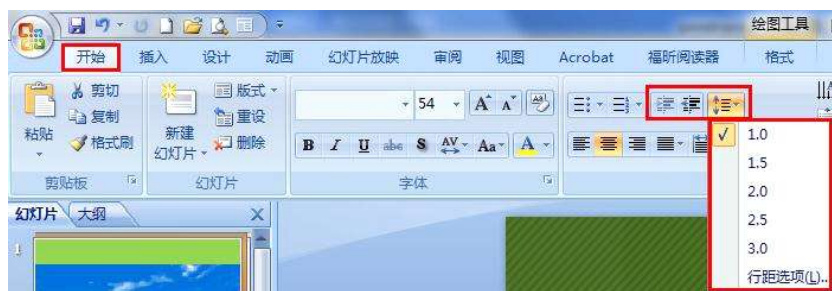 绘图工具
开始 插入 设计 动画 幻灯片放映 审阅 视图 Acrobat 福昕阅读器 格式
剪切
复制
格式刷
粘贴
新建
幻灯片
版式
重设
删除
54
B I U abc S AV Aa A
剪贴板 幻灯片 字体
1.0
1.5
2.0
2.5
3.0
行距选项(L)...
幻灯片 大纲
1